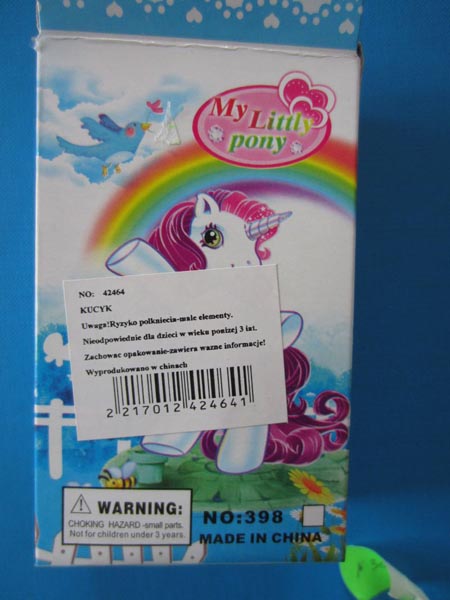 My Littly
pony
NO: 42464
KUCYK
Uwaga!Ryzyko polkniecia-male elementy.
Nieodpowiednie dla dzieci w wieku ponizej 3 lat.
Zachowac opakowanie-zawiera wazne informacje!
Wyprodukowano w chinach
2 217012 424641
WARNING:
CHOKING HAZARD -small parts.
Not for children under 3 years.
NO:398
MADE IN CHINA